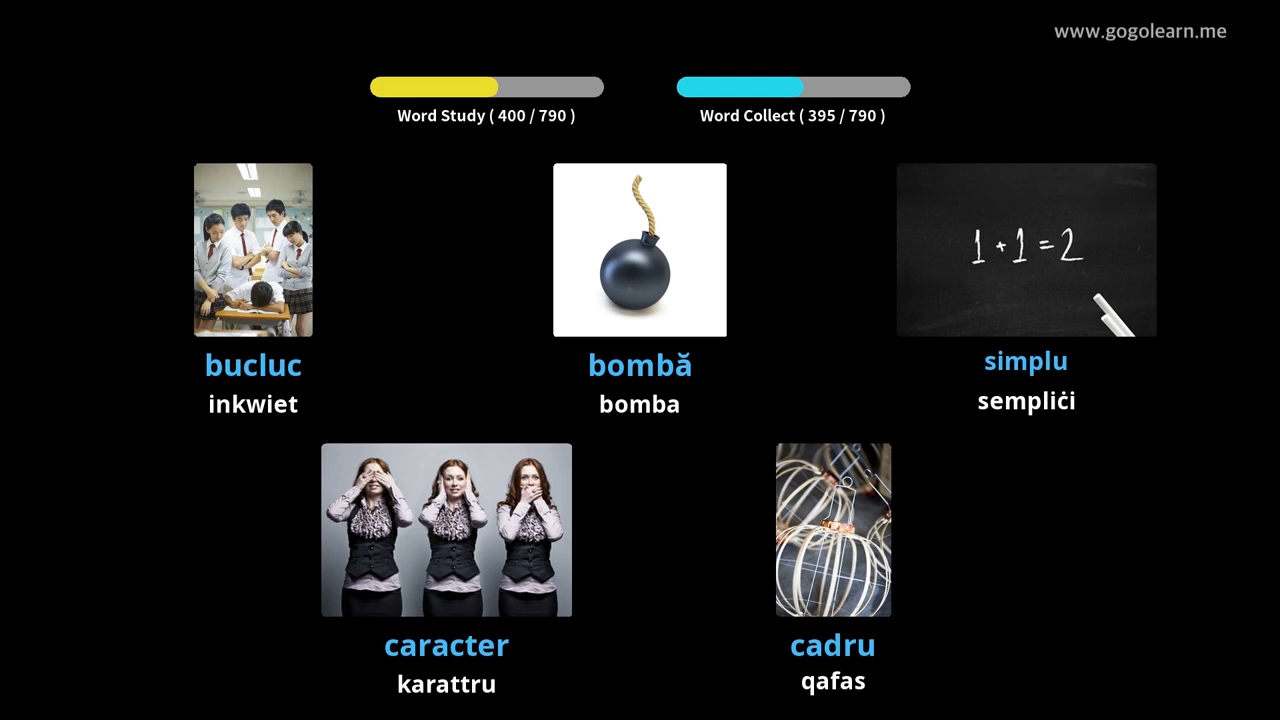 www.gogolearn.me
Word Study ( 400 / 790 )
Word Collect ( 395 / 790 )
1 + 1 = 2
bucluc
inkwiet
bombă
bomba
simplu
sempliċi
caracter
karattru
cadru
qafas